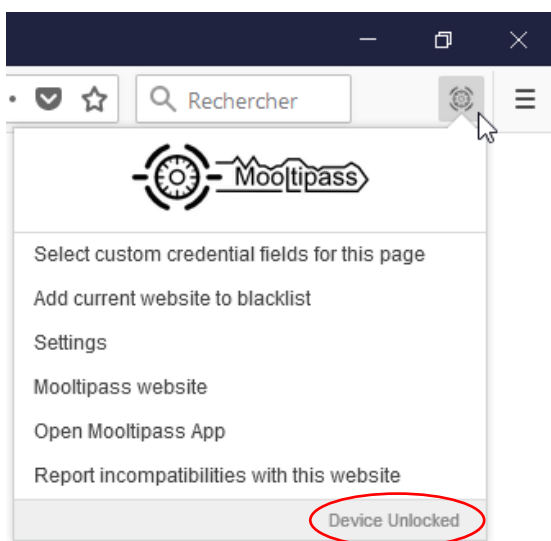 Rechercher
Mooltipass
Select custom credential fields for this page
Add current website to blacklist
Settings
Mooltipass website
Open Mooltipass App
Report incompatibilities with this website
Device Unlocked